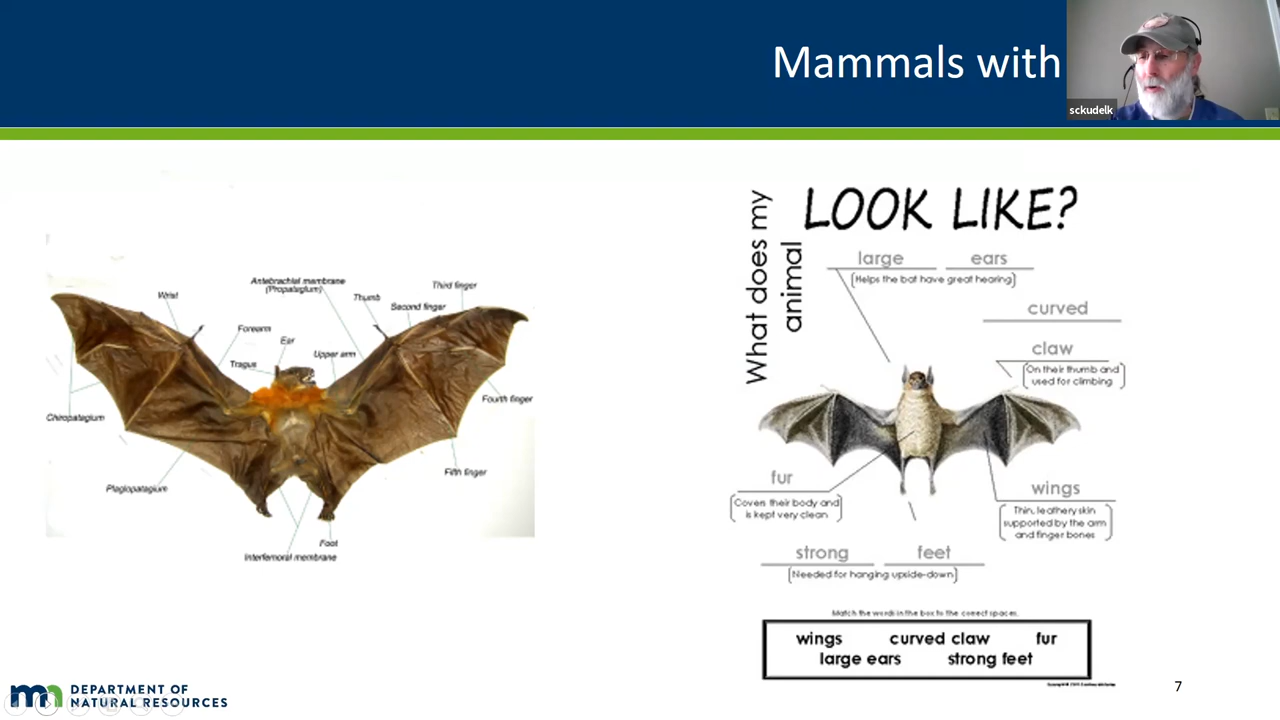 Mammals with
sckudelk
Antebrachial membrane
(Propatagium)
Third finger
Wrist
Thumb
Second finger
Forearm
Ear
Tragus
Upper arm
Fourth finger
Chiropatagium
Fifth finger
Plagiopatagium
Foot
Interfemoral membrane
What does my
animal
LOOK LIKE?
large ears
(Helps the bat have great hearing)
curved
claw
(On their thumb and
used for climbing)
fur
(Covers their body and
is kept very clean)
wings
(Thin, leathery skin
supported by the arm
and finger bones)
strong feet
(Needed for hanging upside-down)
Match the words in the box to the correct spaces.
wings curved claw fur
large ears strong feet
DEPARTMENT OF
NATURAL RESOURCES
7